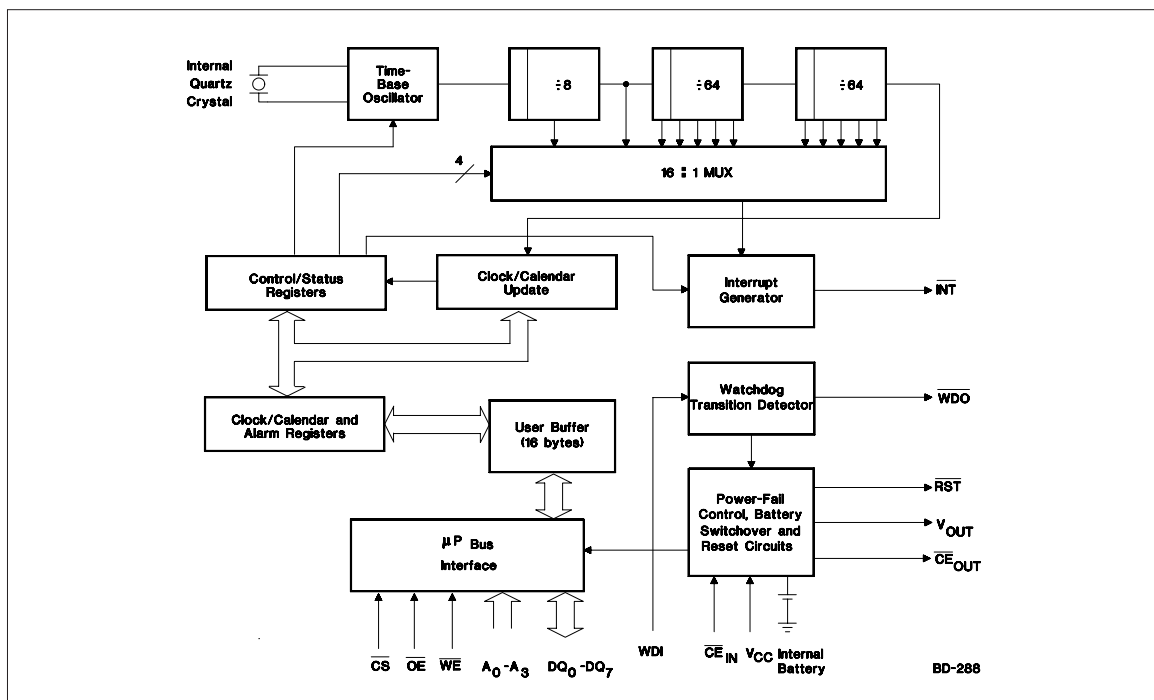 Internal
Quartz
Crystal
Time-
Base
Oscillator
÷8
÷64
÷64
4
16 : 1 MUX
Control/Status
Registers
Clock/Calendar
Update
Interrupt
Generator
INT
Clock/Calendar and
Alarm Registers
User Buffer
(16 bytes)
Watchdog
Transition Detector
WDO
Power-Fail
Control, Battery
Switchover and
Reset Circuits
RST
VOUT
CEOUT
µP Bus
Interface
CS
OE
WE
A0-A3
DQ0-DQ7
WDI
CEIN
VCC
Internal
Battery
BD-288